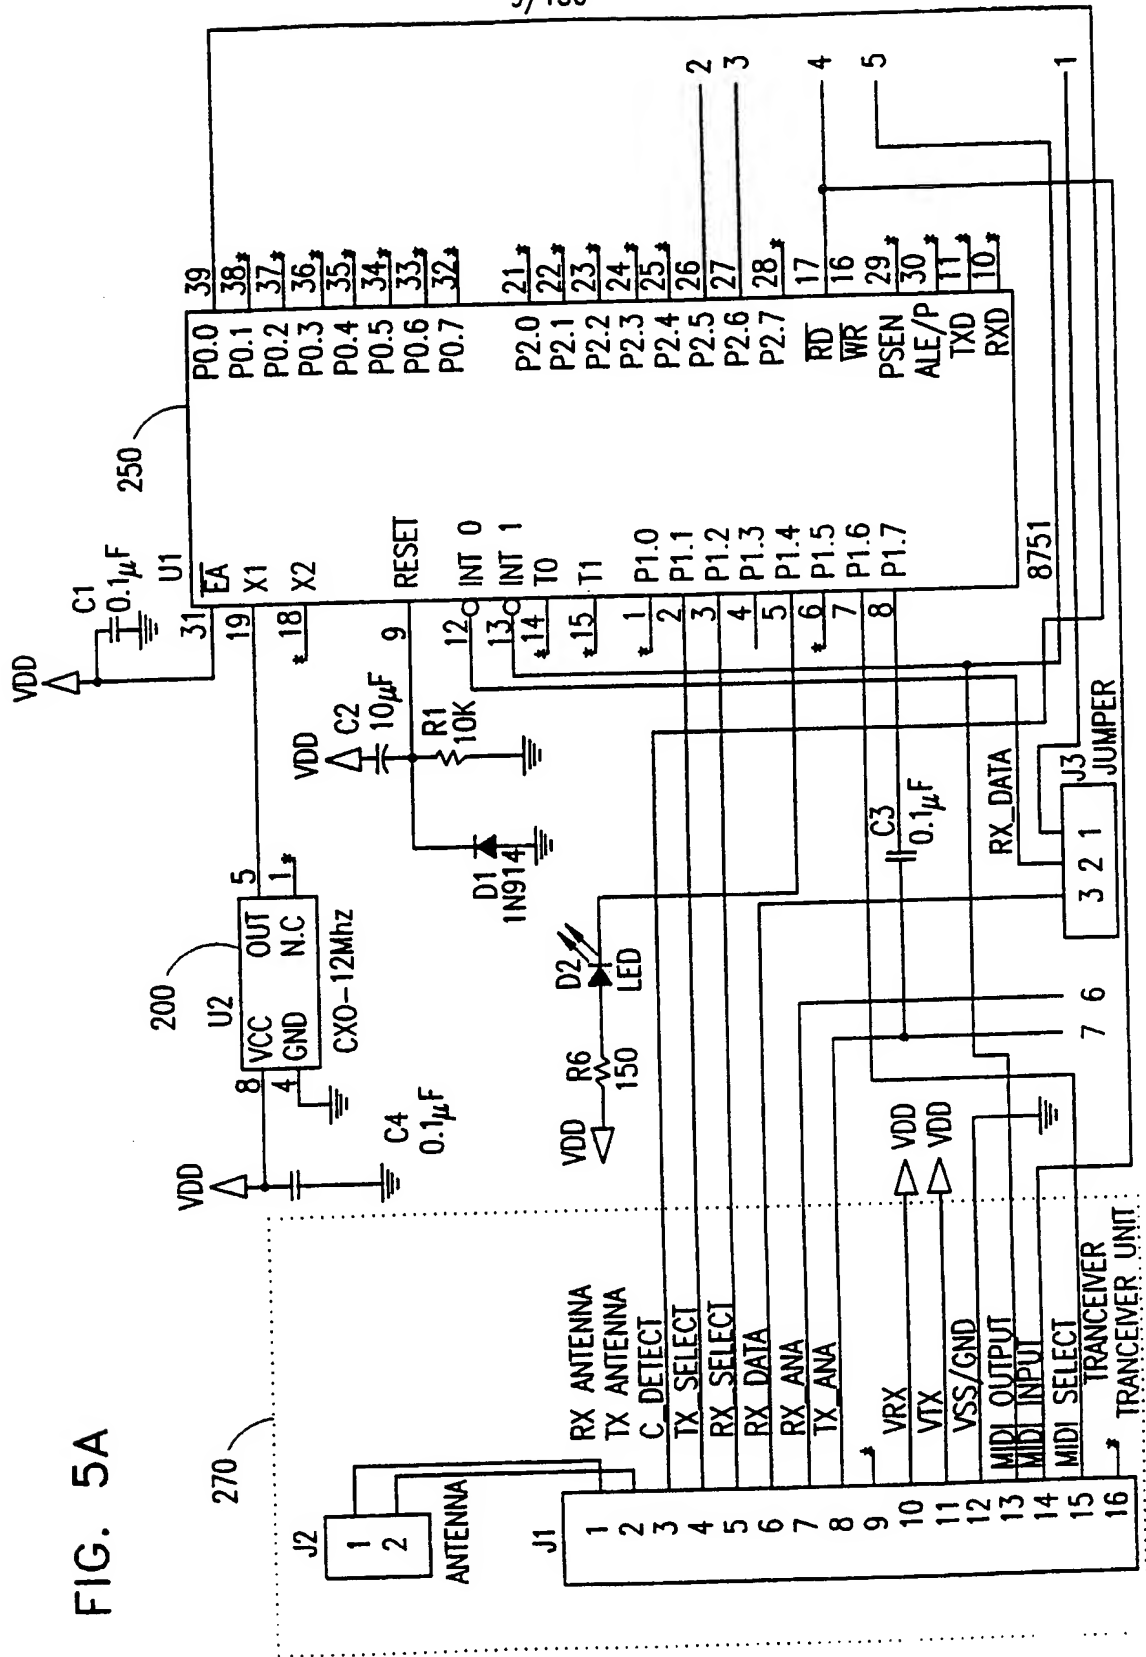 FIG. 5A
270
J2
1
2
ANTENNA
J1
1
2
3
4
5
6
7
8
9
10
11
12
13
14
15
16
RX ANTENNA
TX ANTENNA
C_DETECT
TX_SELECT
RX_SELECT
RX_DATA
RX_ANA
TX_ANA
*
VRX
VTX
VSS/GND
MIDI OUTPUT
MIDI INPUT
MIDI SELECT
*
TRANCEIVER
TRANCEIVER UNIT
VDD
VDD
VDD
C4
0.1µF
200
U2
8 VCC OUT 5
4 GND N.C 1*
CXO-12Mhz
VDD
R6
150
D2
LED
D1
1N914
VDD
C2
10µF
R1
10K
VDD
C1
0.1µF
C3
0.1µF
7
6
RX_DATA
3 2 1
J3
JUMPER
250
U1
31 EA
19 X1
*18 X2
9 RESET
12 INT 0
13 INT 1
*14 T0
*15 T1
*1 P1.0
2 P1.1
3 P1.2
4 P1.3
5 P1.4
*6 P1.5
7 P1.6
8 P1.7
8751
P0.0 39
P0.1 38*
P0.2 37*
P0.3 36*
P0.4 35*
P0.5 34*
P0.6 33*
P0.7 32*
P2.0 21*
P2.1 22*
P2.2 23*
P2.3 24*
P2.4 25*
P2.5 26
P2.6 27
P2.7 28*
RD 17
WR 16
PSEN 29*
ALE/P 30*
TXD 11*
RXD 10*
2
3
4
5
1